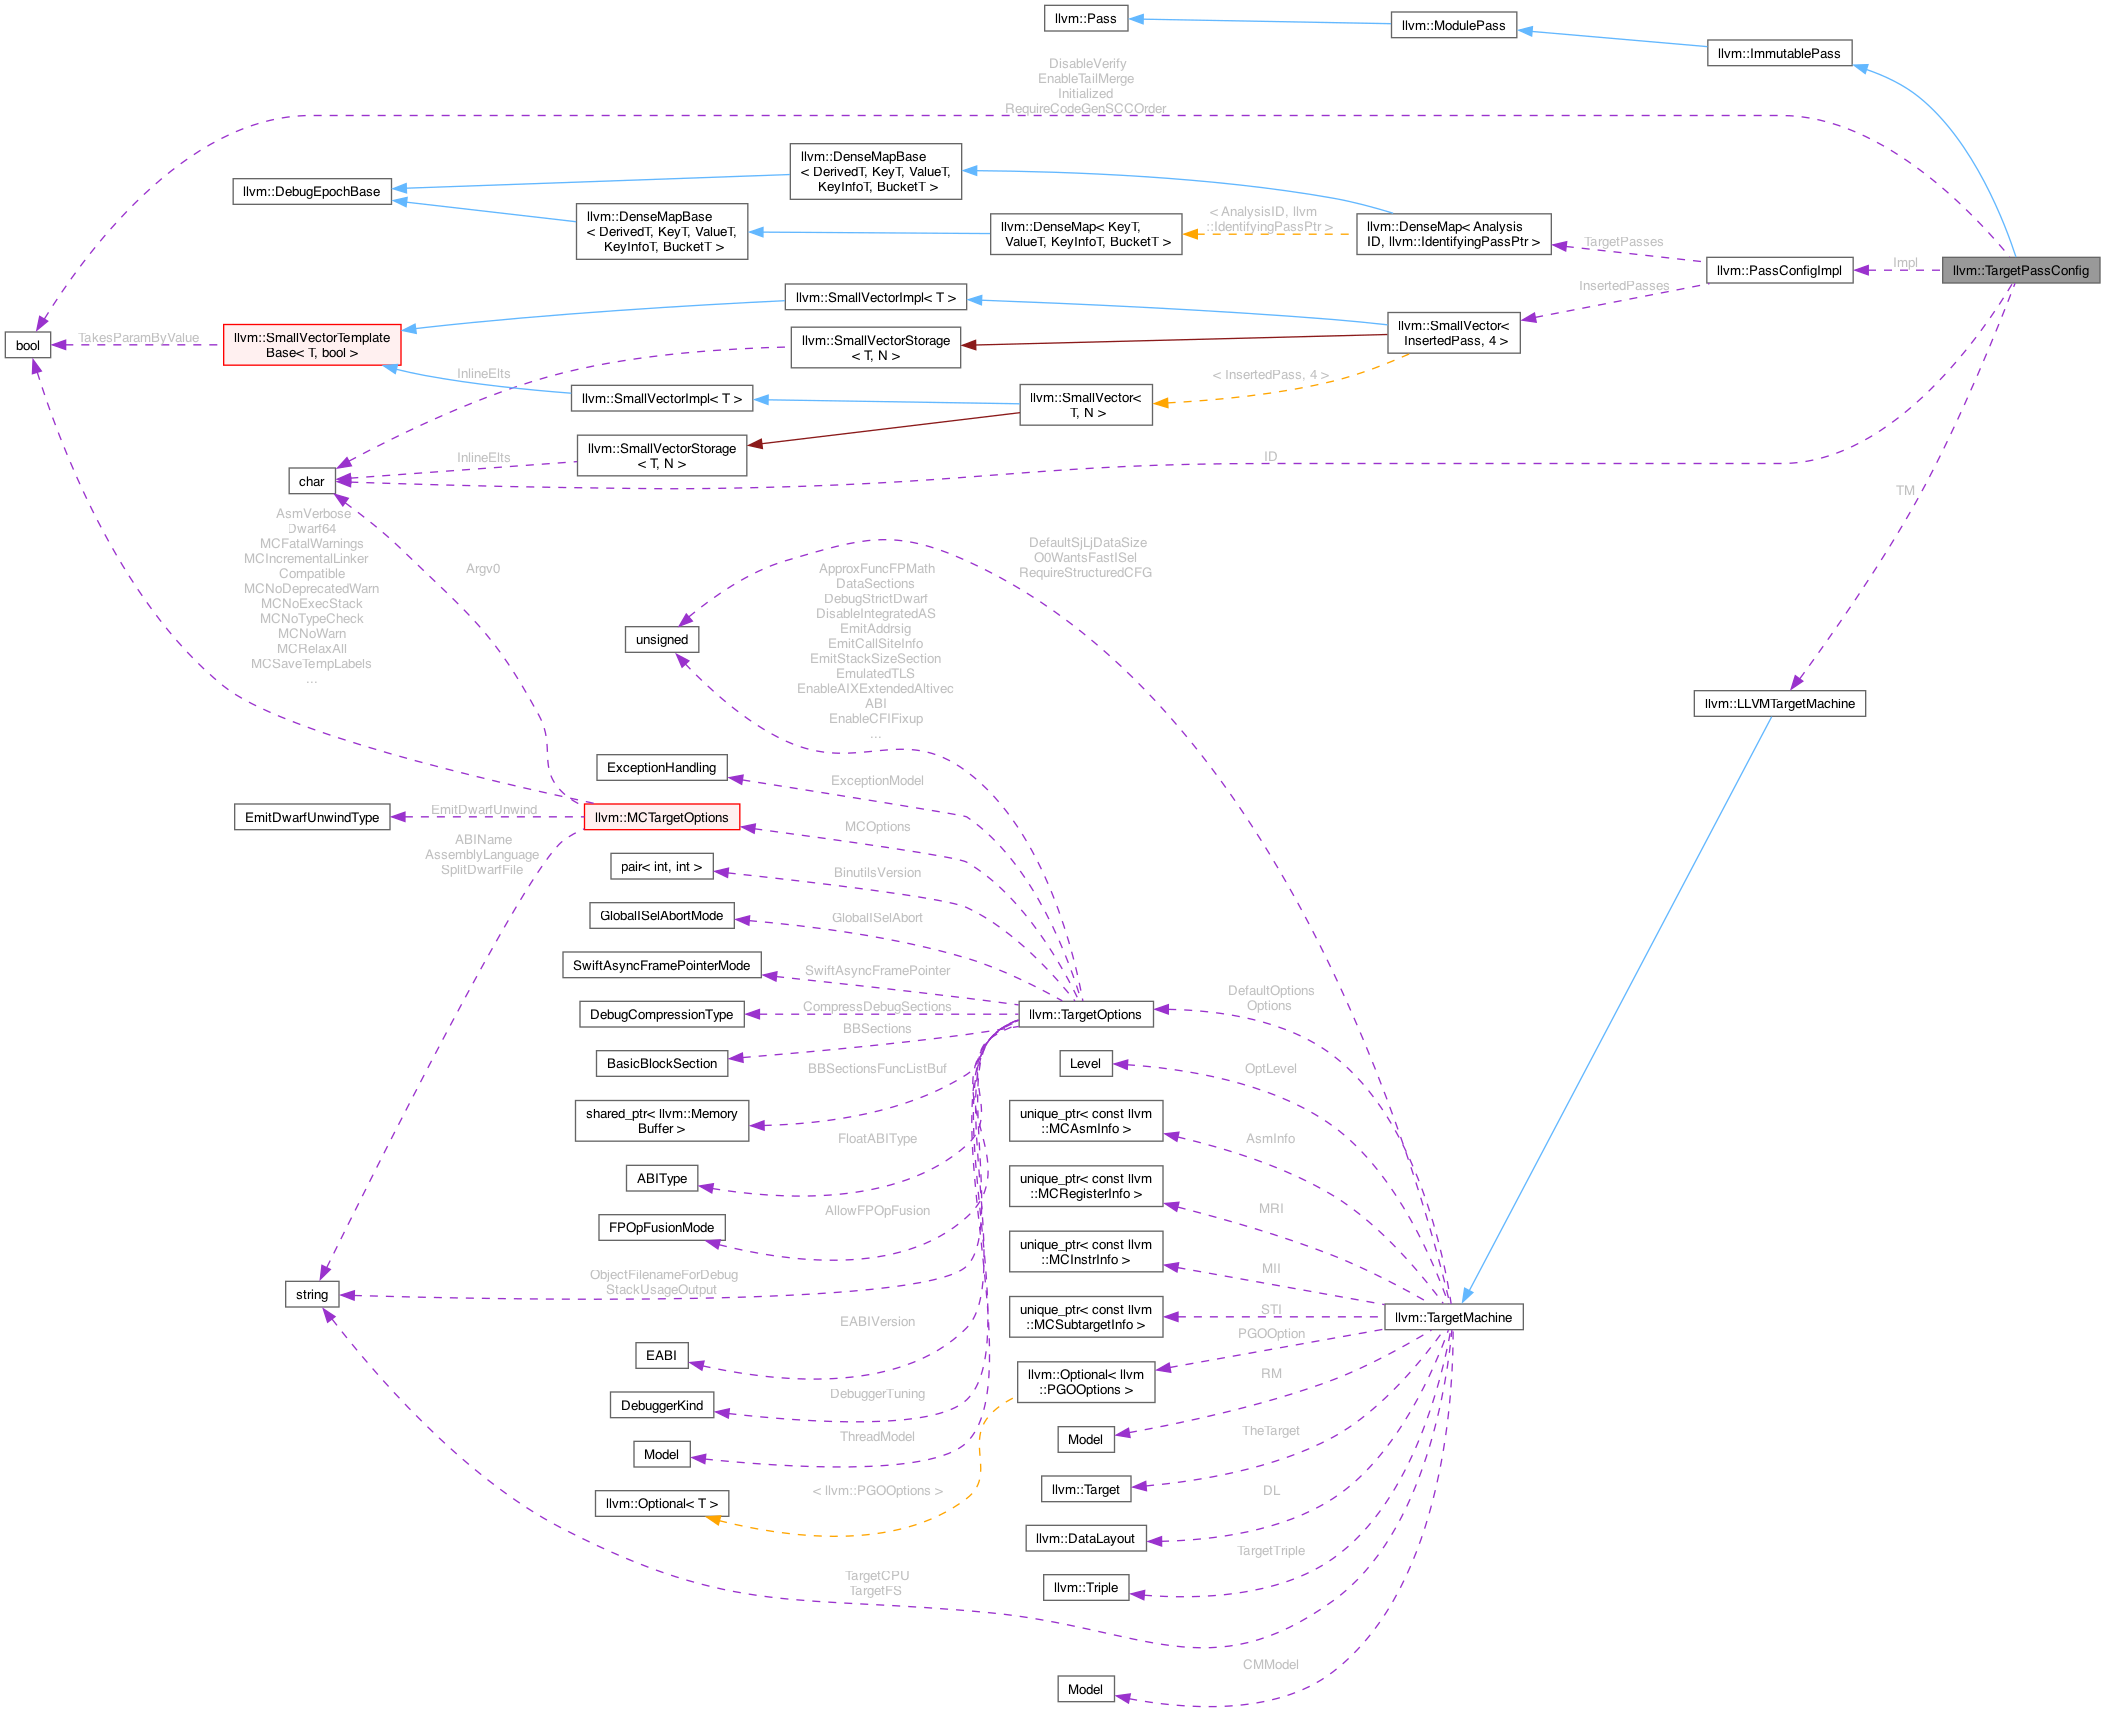 llvm::Pass
llvm::ModulePass
llvm::ImmutablePass
DisableVerify
EnableTailMerge
Initialized
RequireCodeGenSCCOrder
llvm::DebugEpochBase
llvm::DenseMapBase
< DerivedT, KeyT, ValueT,
KeyInfoT, BucketT >
llvm::DenseMapBase
< DerivedT, KeyT, ValueT,
KeyInfoT, BucketT >
llvm::DenseMap< KeyT,
ValueT, KeyInfoT, BucketT >
< AnalysisID, llvm
::IdentifyingPassPtr >
llvm::DenseMap< Analysis
ID, llvm::IdentifyingPassPtr >
TargetPasses
llvm::PassConfigImpl
Impl
llvm::TargetPassConfig
InsertedPasses
llvm::SmallVectorImpl< T >
bool
TakesParamByValue
llvm::SmallVectorTemplate
Base< T, bool >
llvm::SmallVectorStorage
< T, N >
llvm::SmallVector<
InsertedPass, 4 >
InlineElts
llvm::SmallVectorImpl< T >
< InsertedPass, 4 >
llvm::SmallVector<
T, N >
llvm::SmallVectorStorage
< T, N >
InlineElts
ID
char
TM
AsmVerbose
Dwarf64
MCFatalWarnings
MCIncrementalLinker
Compatible
MCNoDeprecatedWarn
MCNoExecStack
MCNoTypeCheck
MCNoWarn
MCRelaxAll
MCSaveTempLabels
...
Argv0
DefaultSjLjDataSize
O0WantsFastISel
RequireStructuredCFG
ApproxFuncFPMath
DataSections
DebugStrictDwarf
DisableIntegratedAS
EmitAddrsig
EmitCallSiteInfo
EmitStackSizeSection
EmulatedTLS
EnableAIXExtendedAltivec
ABI
EnableCFIFixup
...
unsigned
llvm::LLVMTargetMachine
ExceptionHandling
ExceptionModel
EmitDwarfUnwindType
EmitDwarfUnwind
llvm::MCTargetOptions
MCOptions
ABIName
AssemblyLanguage
SplitDwarfFile
pair< int, int >
BinutilsVersion
GlobalISelAbortMode
GlobalISelAbort
SwiftAsyncFramePointerMode
SwiftAsyncFramePointer
DebugCompressionType
CompressDebugSections
llvm::TargetOptions
DefaultOptions
Options
BasicBlockSection
BBSections
Level
OptLevel
BBSectionsFuncListBuf
shared_ptr< llvm::Memory
Buffer >
unique_ptr< const llvm
::MCAsmInfo >
AsmInfo
ABIType
FloatABIType
unique_ptr< const llvm
::MCRegisterInfo >
MRI
FPOpFusionMode
AllowFPOpFusion
unique_ptr< const llvm
::MCInstrInfo >
MII
string
ObjectFilenameForDebug
StackUsageOutput
unique_ptr< const llvm
::MCSubtargetInfo >
STI
llvm::TargetMachine
EABI
EABIVersion
PGOOption
llvm::Optional< llvm
::PGOOptions >
DebuggerKind
DebuggerTuning
RM
Model
ThreadModel
Model
TheTarget
llvm::Optional< T >
< llvm::PGOOptions >
llvm::Target
DL
llvm::DataLayout
TargetTriple
llvm::Triple
TargetCPU
TargetFS
CMModel
Model